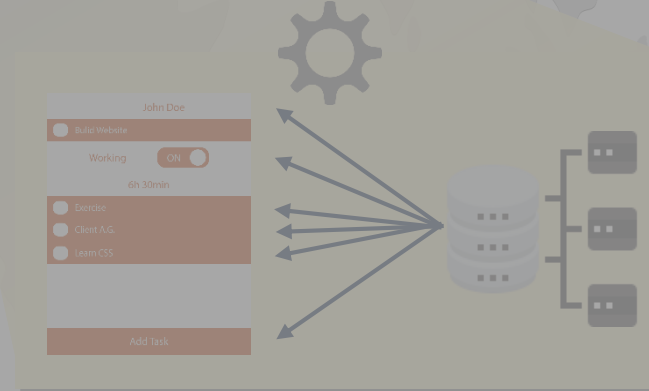 John Doe
Build Website
Working ON
6h 30min
Exercise
Client A.G.
Learn CSS
Add Task